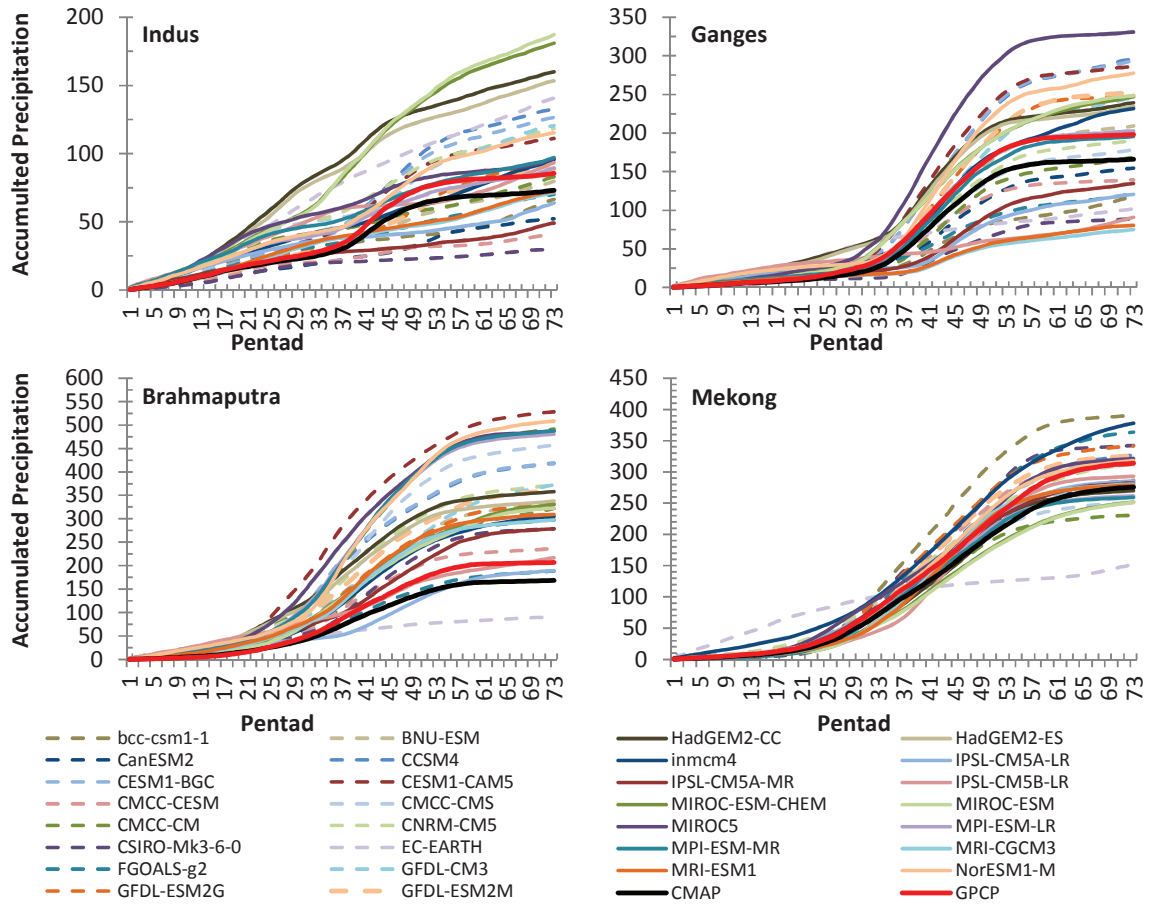 Indus
Accumulted Precipitation
200
150
100
50
0
1 5 9 13 17 21 25 29 33 37 41 45 49 53 57 61 65 69 73
Pentad
Ganges
350
300
250
200
150
100
50
0
1 5 9 13 17 21 25 29 33 37 41 45 49 53 57 61 65 69 73
Pentad
Brahmaputra
Accumulated Precipitation
600
550
500
450
400
350
300
250
200
150
100
50
0
1 5 9 13 17 21 25 29 33 37 41 45 49 53 57 61 65 69 73
Pentad
Mekong
450
400
350
300
250
200
150
100
50
0
1 5 9 13 17 21 25 29 33 37 41 45 49 53 57 61 65 69 73
Pentad
bcc-csm1-1 BNU-ESM
CanESM2 CCSM4
CESM1-BGC CESM1-CAM5
CMCC-CESM CMCC-CMS
CMCC-CM CNRM-CM5
CSIRO-Mk3-6-0 EC-EARTH
FGOALS-g2 GFDL-CM3
GFDL-ESM2G GFDL-ESM2M
HadGEM2-CC HadGEM2-ES
inmcm4 IPSL-CM5A-LR
IPSL-CM5A-MR IPSL-CM5B-LR
MIROC-ESM-CHEM MIROC-ESM
MIROC5 MPI-ESM-LR
MPI-ESM-MR MRI-CGCM3
MRI-ESM1 NorESM1-M
CMAP GPCP